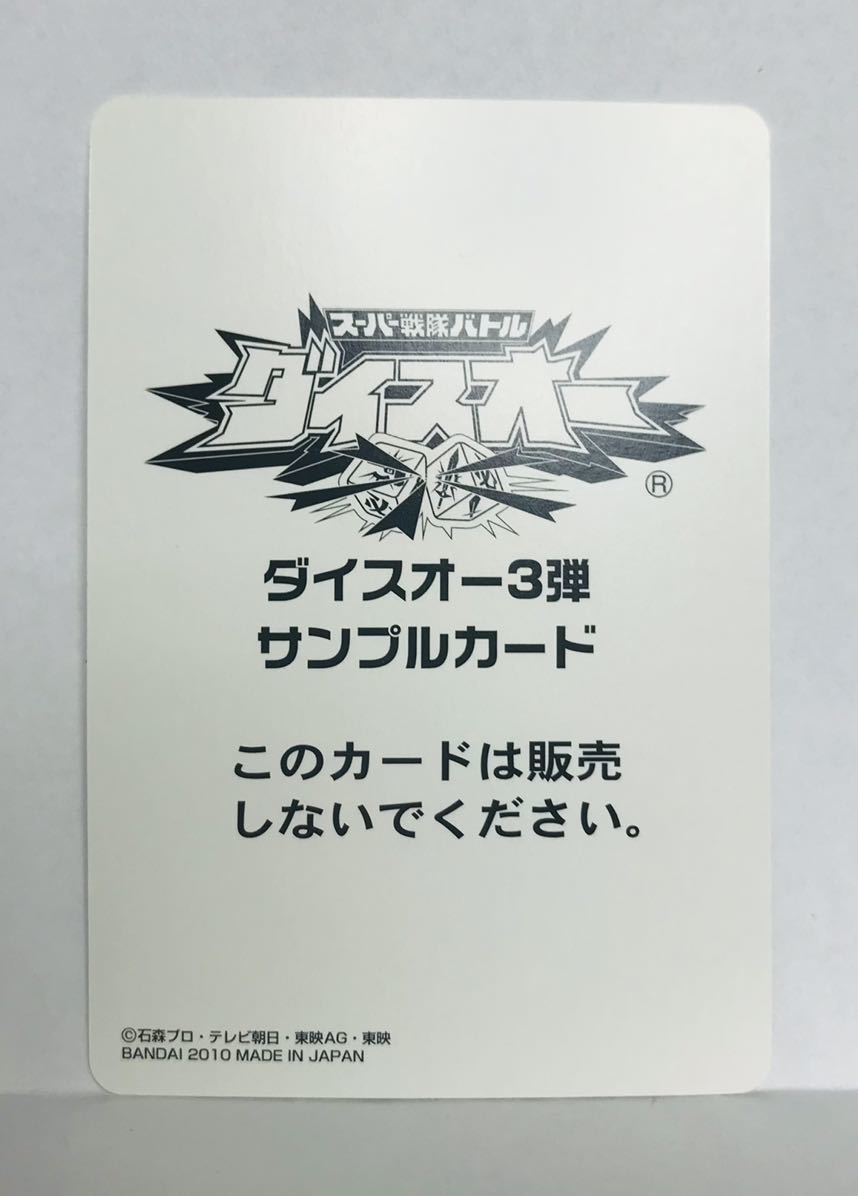 スーパー戦隊バトル
ダイスオー
®
ダイスオー3弾
サンプルカード
このカードは販売
しないでください。
©石森プロ・テレビ朝日・東映AG・東映
BANDAI 2010 MADE IN JAPAN